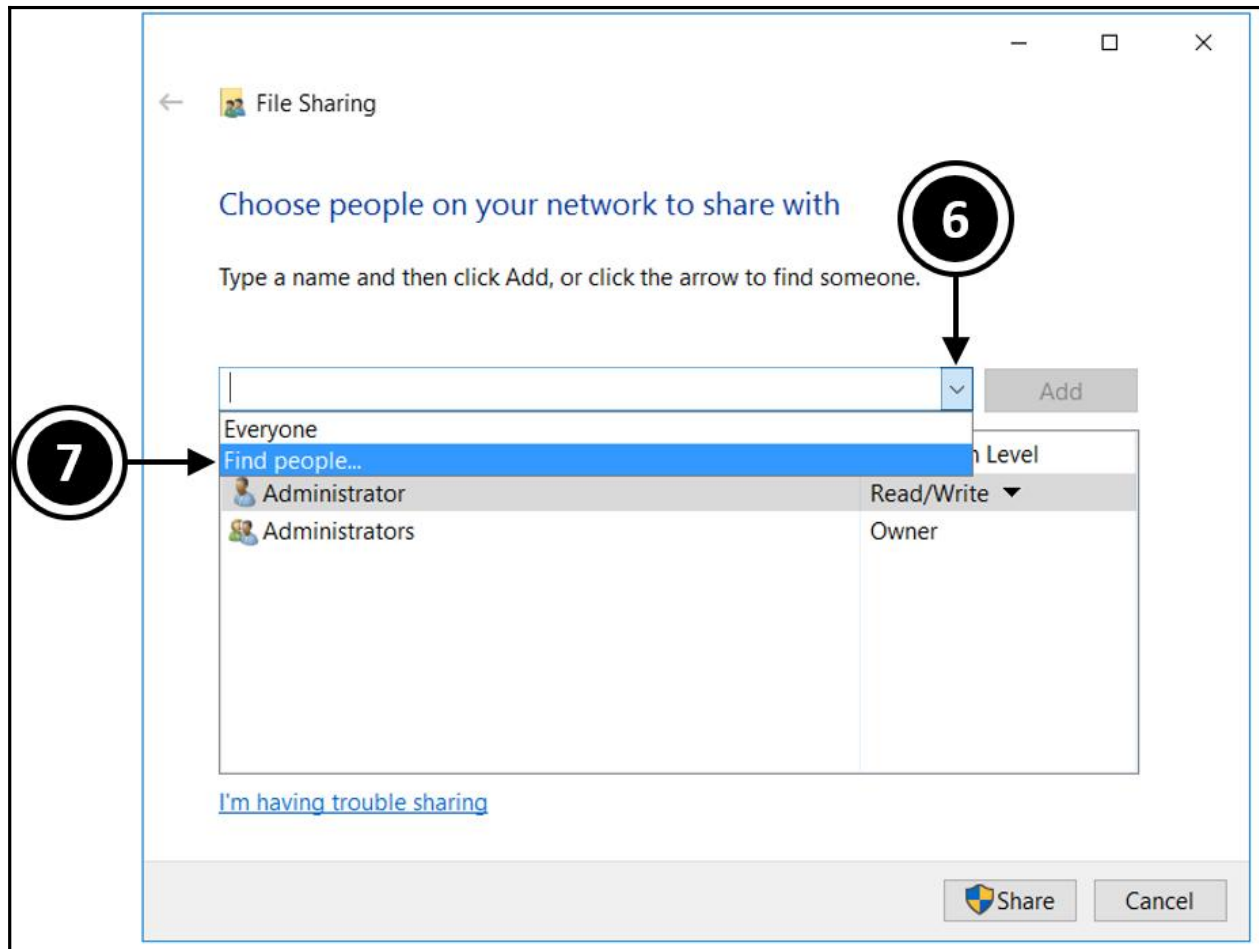 File Sharing
Choose people on your network to share with
6
Type a name and then click Add, or click the arrow to find someone.
Add
Everyone
7
Find people...
Level
Administrator Read/Write
Administrators Owner
I'm having trouble sharing
Share Cancel